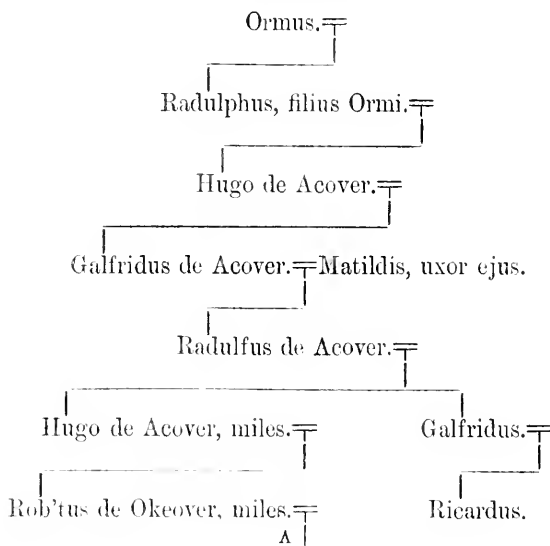 Ormus.
Radulphus, filius Ormi.
Hugo de Acover.
Galfridus de Acover. Matildis, uxor ejus.
Radulfus de Acover.
Hugo de Acover, miles. Galfridus.
Rob'tus de Okeover, miles. Ricardus.
A